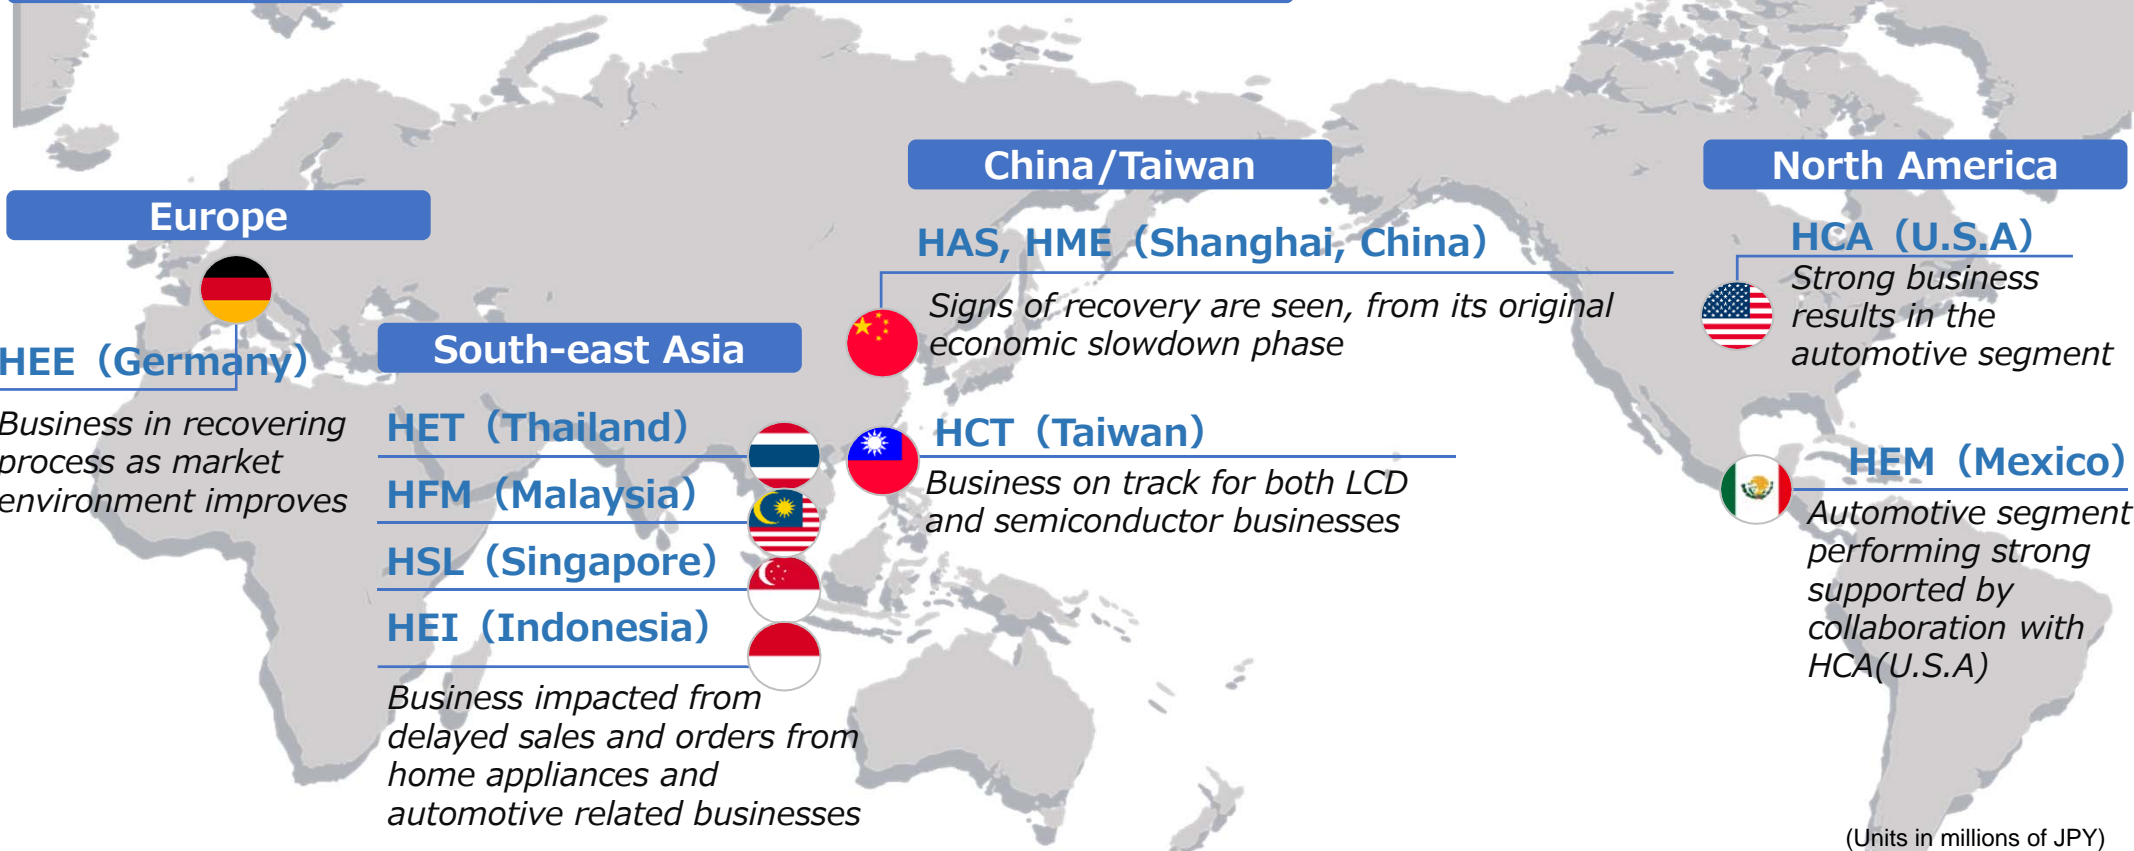 Europe
HEE（Germany）
Business in recovering
process as market
environment improves
South-east Asia
HET（Thailand）
HFM（Malaysia）
HSL（Singapore）
HEI（Indonesia）
Business impacted from
delayed sales and orders from
home appliances and
automotive related businesses
China/Taiwan
HAS, HME（Shanghai, China）
Signs of recovery are seen, from its original
economic slowdown phase
HCT（Taiwan）
Business on track for both LCD
and semiconductor businesses
North America
HCA（U.S.A）
Strong business
results in the
automotive segment
HEM（Mexico）
Automotive segment
performing strong
supported by
collaboration with
HCA(U.S.A)
(Units in millions of JPY)